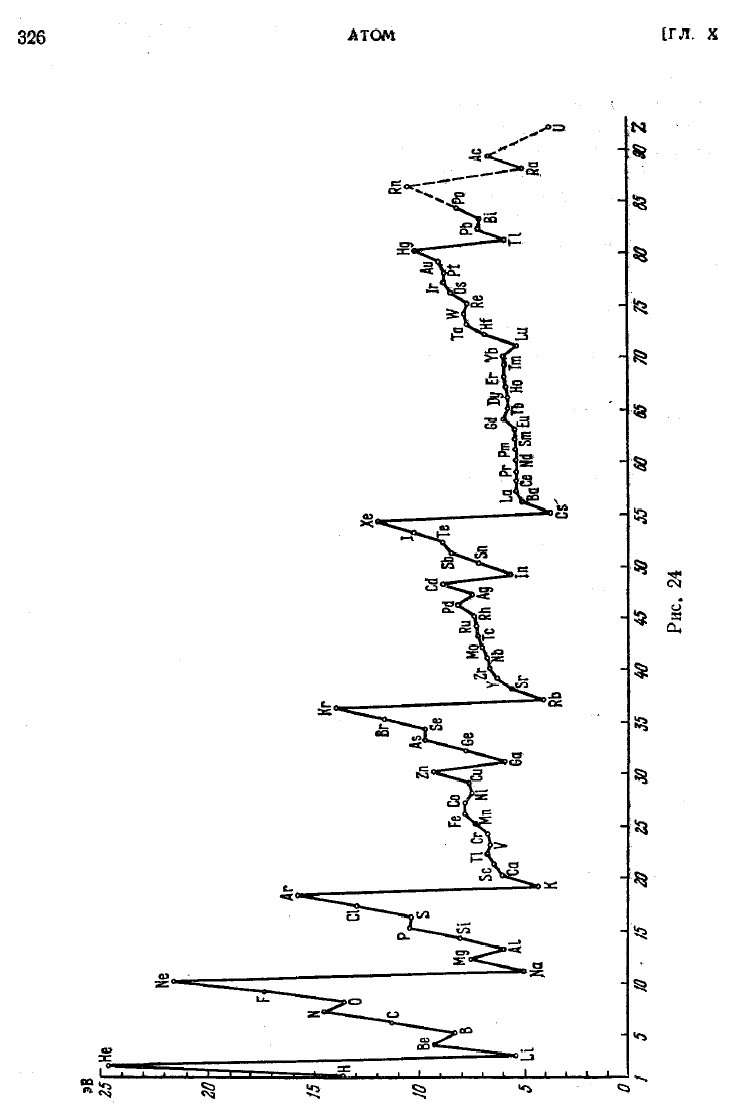 326 АТОМ [ГЛ. X
эВ
25
20
15
10
5
0
H
He
Li
Be
B
C
N
O
F
Ne
Na
Mg
Al
Si
P
S
Cl
Ar
K
Ca
Sc
Ti
V
Cr
Mn
Fe
Co
Ni
Cu
Zn
Ga
Ge
As
Se
Br
Kr
Rb
Sr
Y
Zr
Nb
Mo
Tc
Ru
Rh
Pd
Ag
Cd
In
Sn
Sb
Te
I
Xe
Cs
Ba
La
Ce
Pr
Nd
Pm
Sm
Eu
Gd
Tb
Dy
Ho
Er
Tm
Yb
Lu
Hf
Ta
W
Re
Os
Ir
Pt
Au
Hg
Tl
Pb
Bi
Po
Rn
Ra
Ac
U
1 5 10 15 20 25 30 35 40 45 50 55 60 65 70 75 80 85 90 Z
Рис. 24